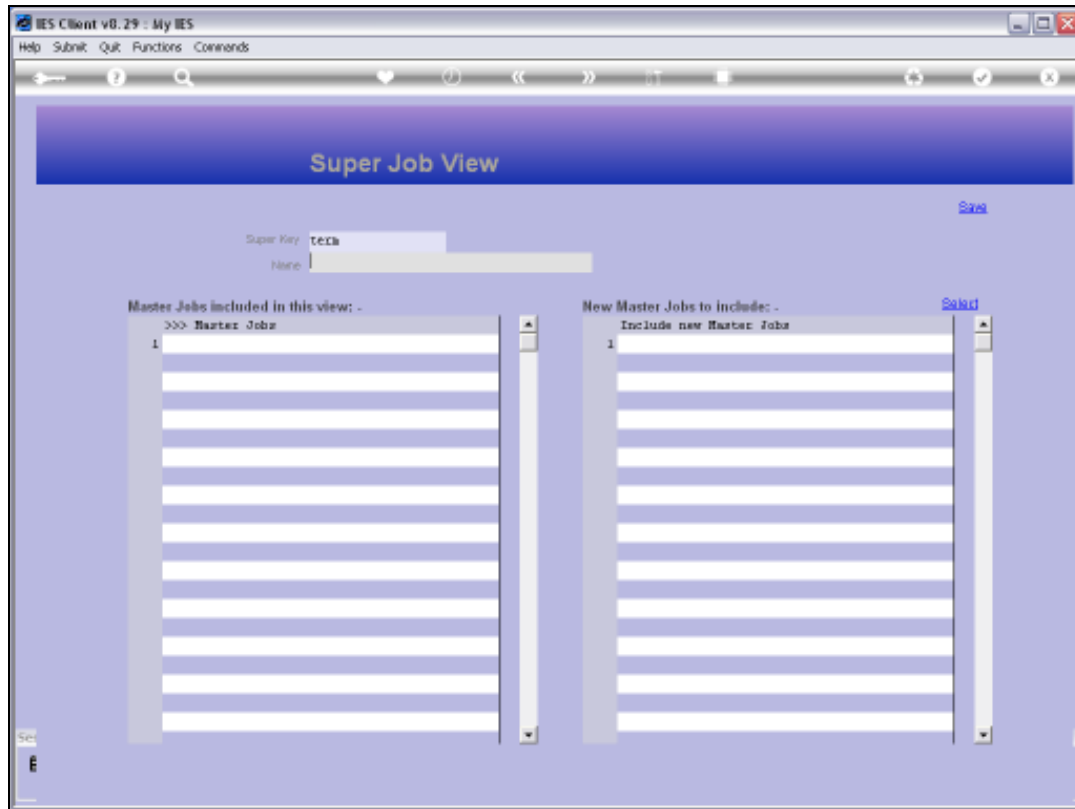 IES Client v8.29 : My IES
Help Submit Quit Functions Commands
Super Job View
Save
Super Key term
Name
Master Jobs included in this view: -
New Master Jobs to include: -
Select
>>> Master Jobs
Include new Master Jobs
1
1